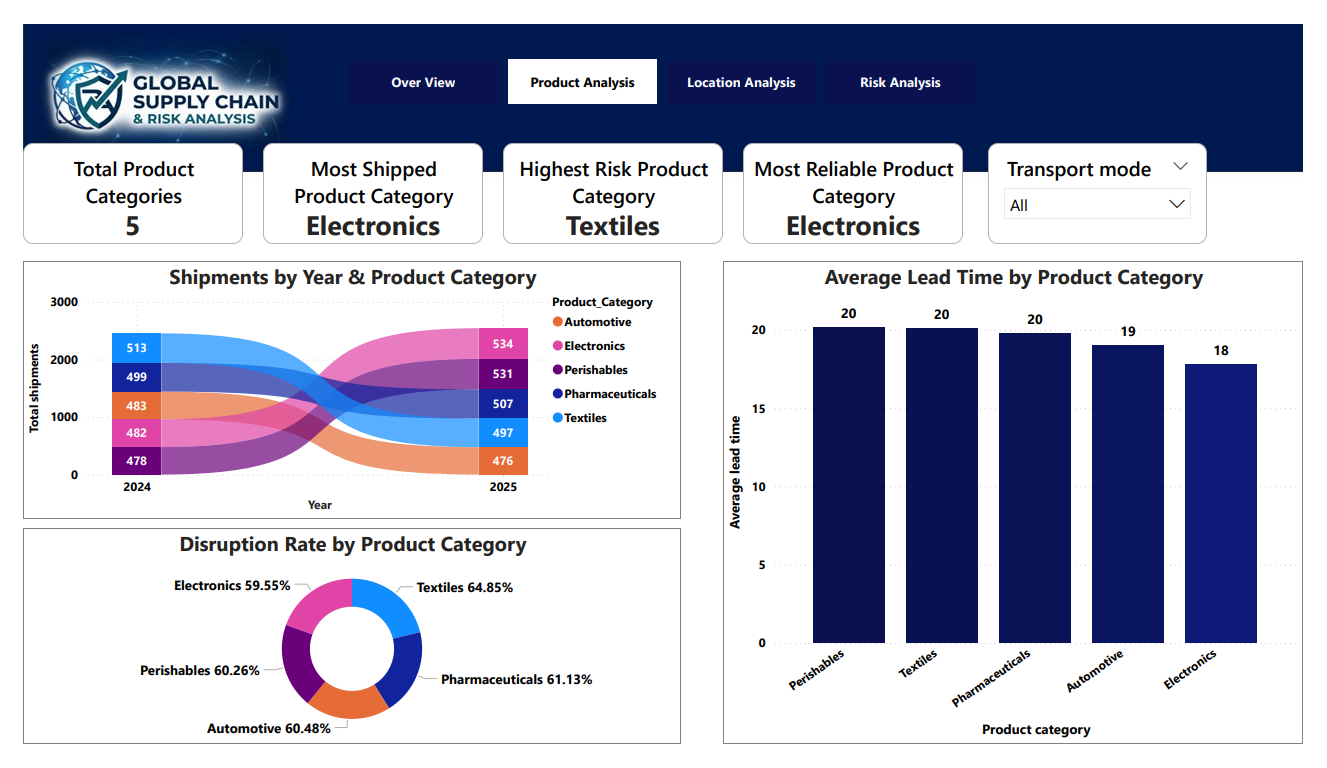 GLOBAL
SUPPLY CHAIN
& RISK ANALYSIS
Over View
Product Analysis
Location Analysis
Risk Analysis
Total Product
Categories
5
Most Shipped
Product Category
Electronics
Highest Risk Product
Category
Textiles
Most Reliable Product
Category
Electronics
Transport mode
All
Shipments by Year & Product Category
Total shipments
3000
2000
1000
0
513
499
483
482
478
534
531
507
497
476
2024
2025
Year
Product_Category
Automotive
Electronics
Perishables
Pharmaceuticals
Textiles
Disruption Rate by Product Category
Electronics 59.55%
Textiles 64.85%
Perishables 60.26%
Pharmaceuticals 61.13%
Automotive 60.48%
Average Lead Time by Product Category
Average lead time
20
15
10
5
0
20
20
20
19
18
Perishables
Textiles
Pharmaceuticals
Automotive
Electronics
Product category